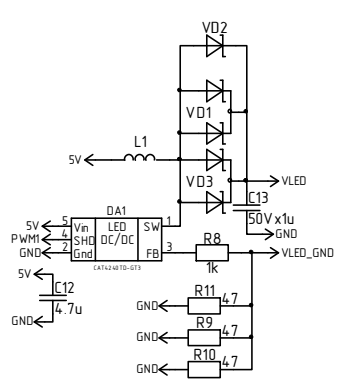 VD2
VD1
L1
5V
VD3
VLED
C13
50V x1u
GND
DA1
5V 5 Vin LED SW 1
PWM1 4 SHD DC/DC
GND 2 Gnd FB 3
CAT4240TD-GT3
R8
1k
VLED_GND
5V
C12
4.7u
GND
R11
GND 47
R9
GND 47
R10
GND 47